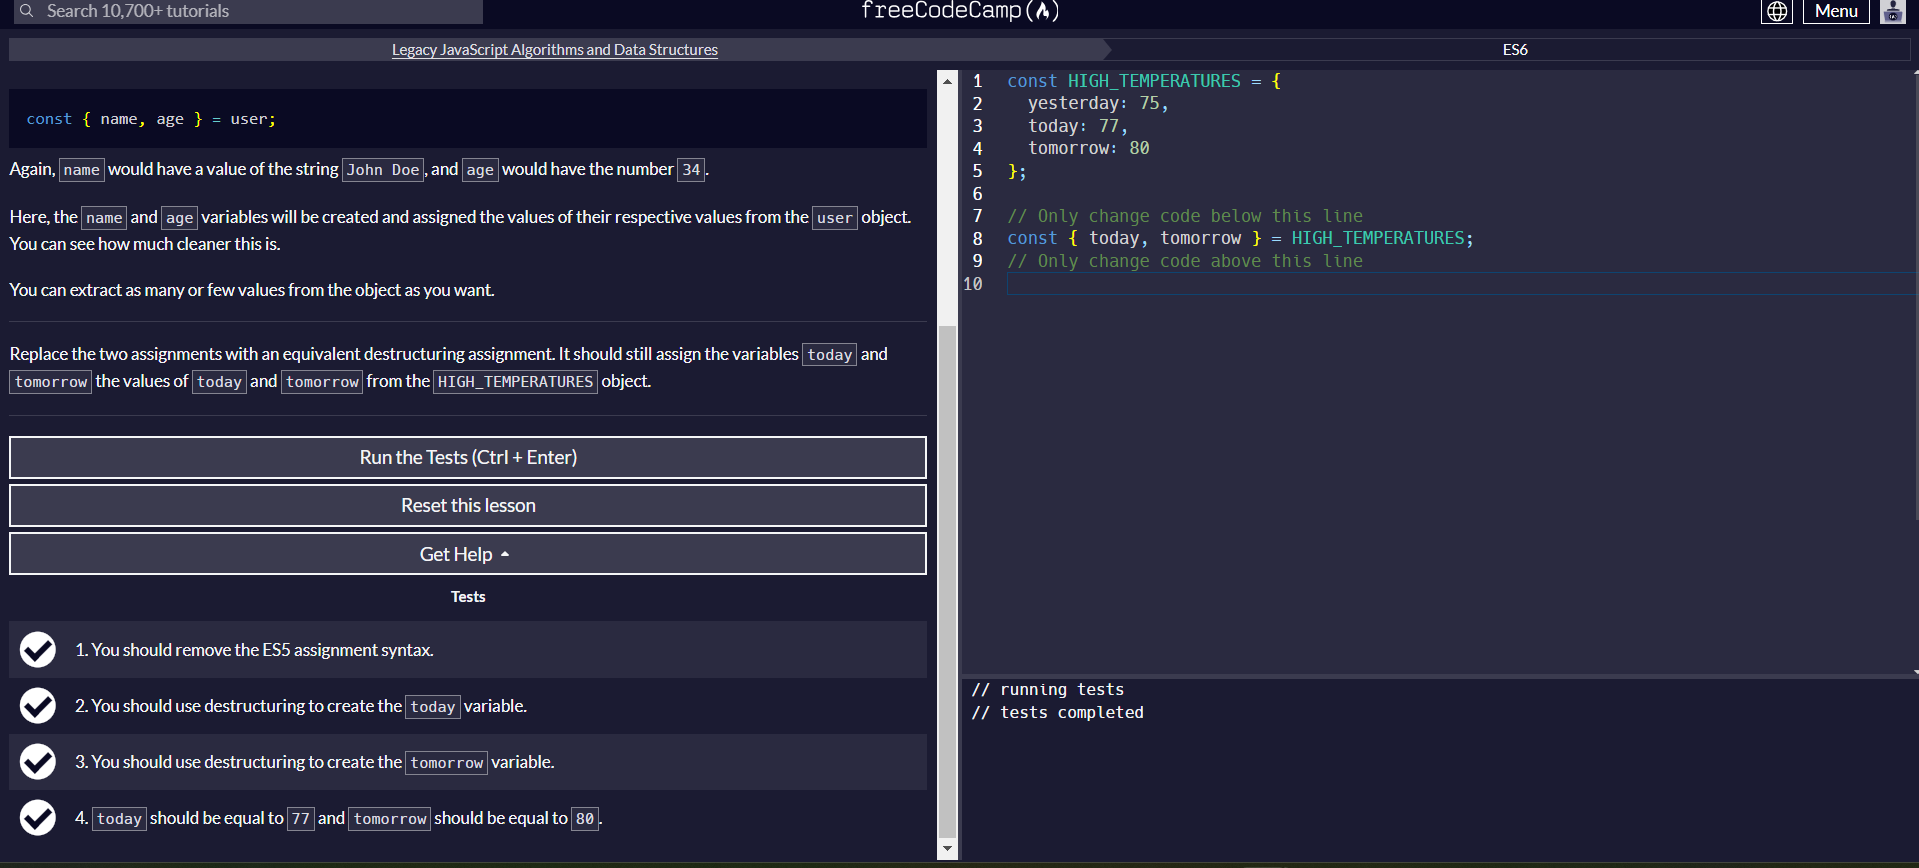 Search 10,700+ tutorials
freeCodeCamp
Menu
Legacy JavaScript Algorithms and Data Structures
ES6
const { name, age } = user;
Again, name would have a value of the string John Doe, and age would have the number 34.
Here, the name and age variables will be created and assigned the values of their respective values from the user object.
You can see how much cleaner this is.
You can extract as many or few values from the object as you want.
Replace the two assignments with an equivalent destructuring assignment. It should still assign the variables today and
tomorrow the values of today and tomorrow from the HIGH_TEMPERATURES object.
Run the Tests (Ctrl + Enter)
Reset this lesson
Get Help
Tests
1. You should remove the ES5 assignment syntax.
2. You should use destructuring to create the today variable.
3. You should use destructuring to create the tomorrow variable.
4. today should be equal to 77 and tomorrow should be equal to 80.
1 const HIGH_TEMPERATURES = {
2 yesterday: 75,
3 today: 77,
4 tomorrow: 80
5 };
6
7 // Only change code below this line
8 const { today, tomorrow } = HIGH_TEMPERATURES;
9 // Only change code above this line
10
// running tests
// tests completed